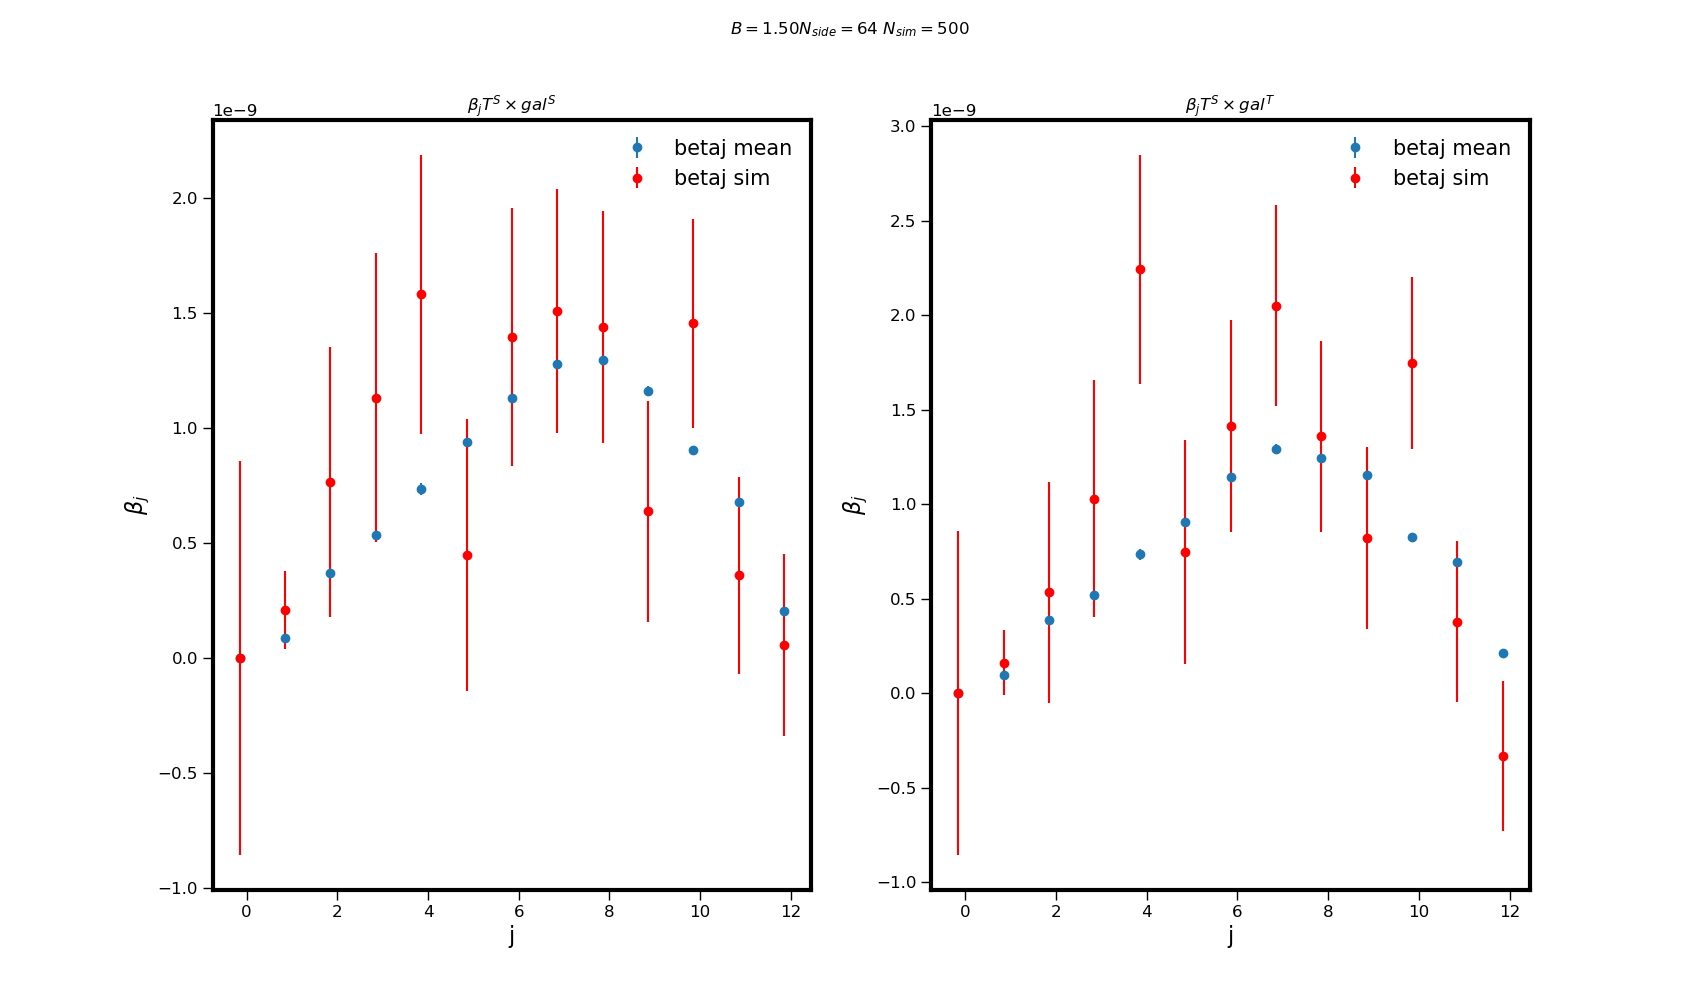 B = 1.50N_side = 64 N_sim = 500
β_jT^S × gal^S
1e−9
betaj mean
betaj sim
2.0
1.5
1.0
0.5
0.0
−0.5
−1.0
β_j
0 2 4 6 8 10 12
j
β_jT^S × gal^T
1e−9
betaj mean
betaj sim
3.0
2.5
2.0
1.5
1.0
0.5
0.0
−0.5
−1.0
β_j
0 2 4 6 8 10 12
j